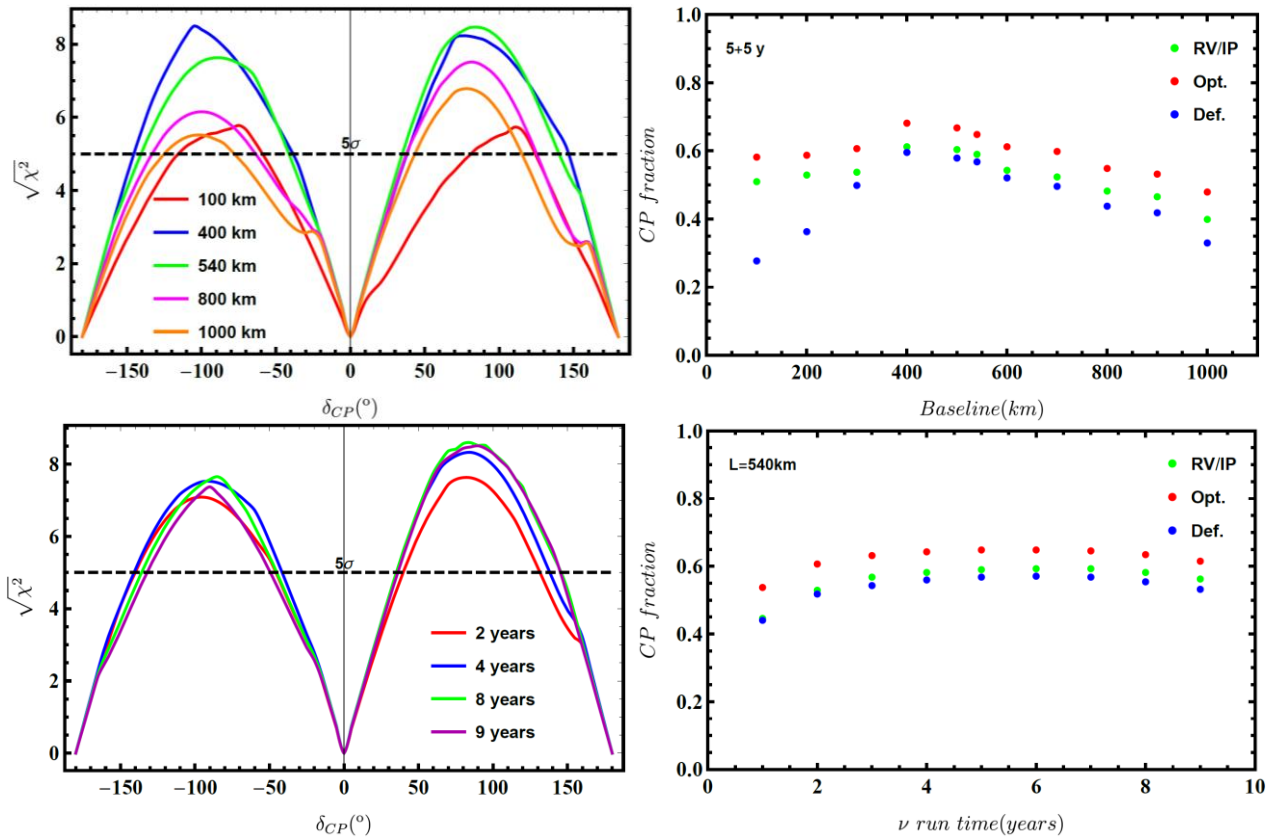 8
6
4
2
0
√χ²
5σ
100 km
400 km
540 km
800 km
1000 km
−150 −100 −50 0 50 100 150
δCP(º)
1.0
0.8
0.6
0.4
0.2
0.0
CP fraction
5+5 y
RV/IP
Opt.
Def.
0 200 400 600 800 1000
Baseline(km)
8
6
4
2
0
√χ²
5σ
2 years
4 years
8 years
9 years
−150 −100 −50 0 50 100 150
δCP(º)
1.0
0.8
0.6
0.4
0.2
0.0
CP fraction
L=540km
RV/IP
Opt.
Def.
0 2 4 6 8 10
ν run time(years)